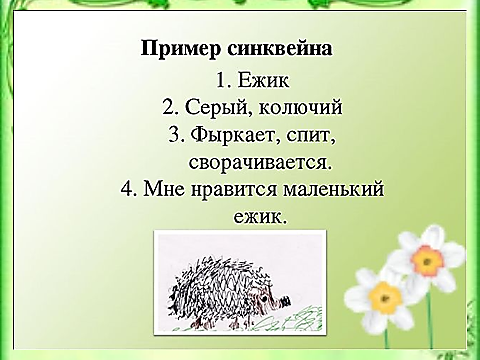 Пример синквейна
1. Ежик
2. Серый, колючий
3. Фыркает, спит,
сворачивается.
4. Мне нравится маленький
ежик.